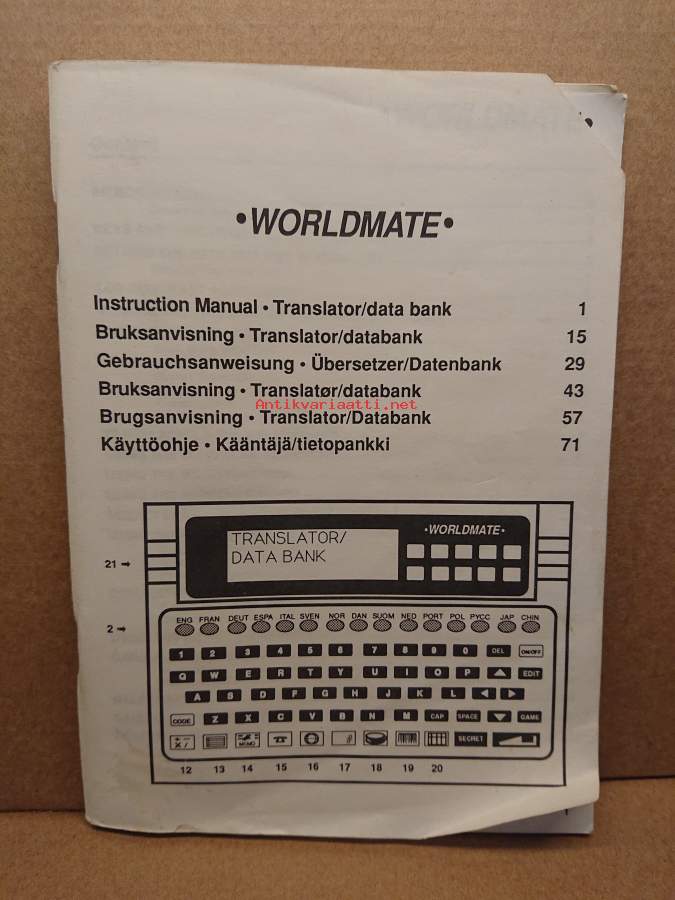 •WORLDMATE•
Instruction Manual • Translator/data bank 1
Bruksanvisning • Translator/databank 15
Gebrauchsanweisung • Übersetzer/Datenbank 29
Bruksanvisning • Translatør/databank 43
Antikvariaatti.net
Brugsanvisning • Translator/Databank 57
Käyttöohje • Kääntäjä/tietopankki 71
•WORLDMATE•
TRANSLATOR/
DATA BANK
21 →
ENG FRAN DEUT ESPA ITAL SVEN NOR DAN SUOM NED PORT POL PYCC JAP CHIN
2 →
1 2 3 4 5 6 7 8 9 0 DEL ON/OFF
Q W E R T Y U I O P EDIT
A S D F G H J K L
CODE Z X C V B N M CAP SPACE GAME
+ - × / MEMO SECRET
12 13 14 15 16 17 18 19 20